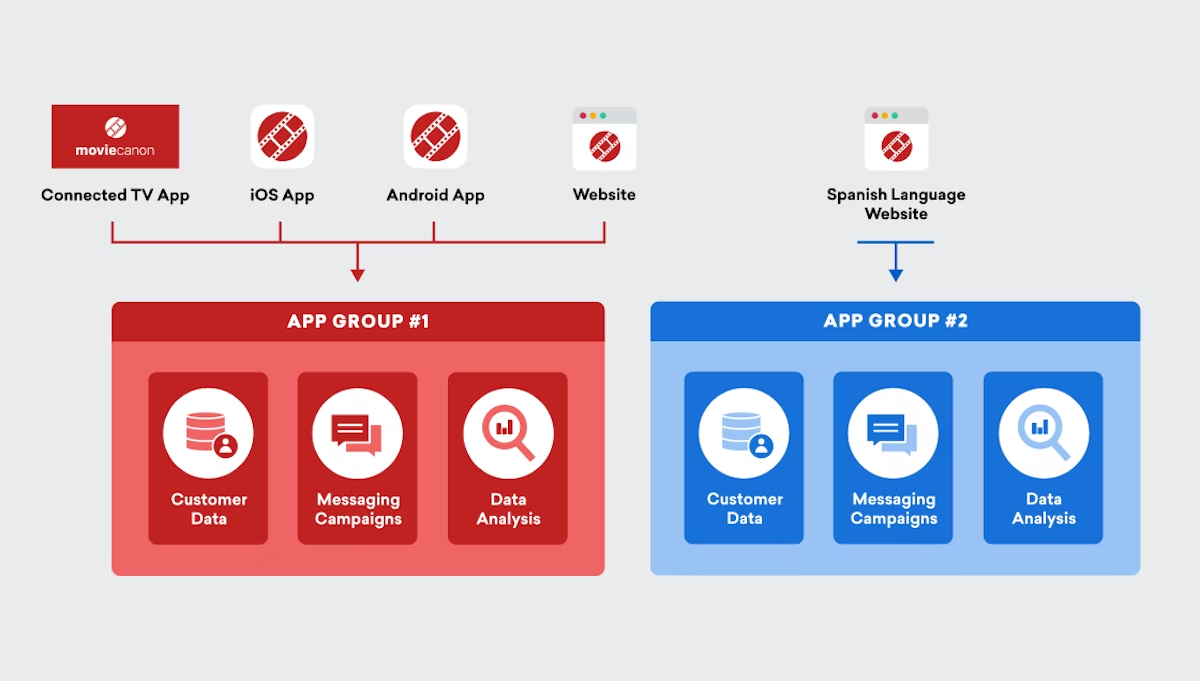 moviecanon
Connected TV App
iOS App
Android App
Website
Spanish Language
Website
APP GROUP #1
Customer
Data
Messaging
Campaigns
Data
Analysis
APP GROUP #2
Customer
Data
Messaging
Campaigns
Data
Analysis